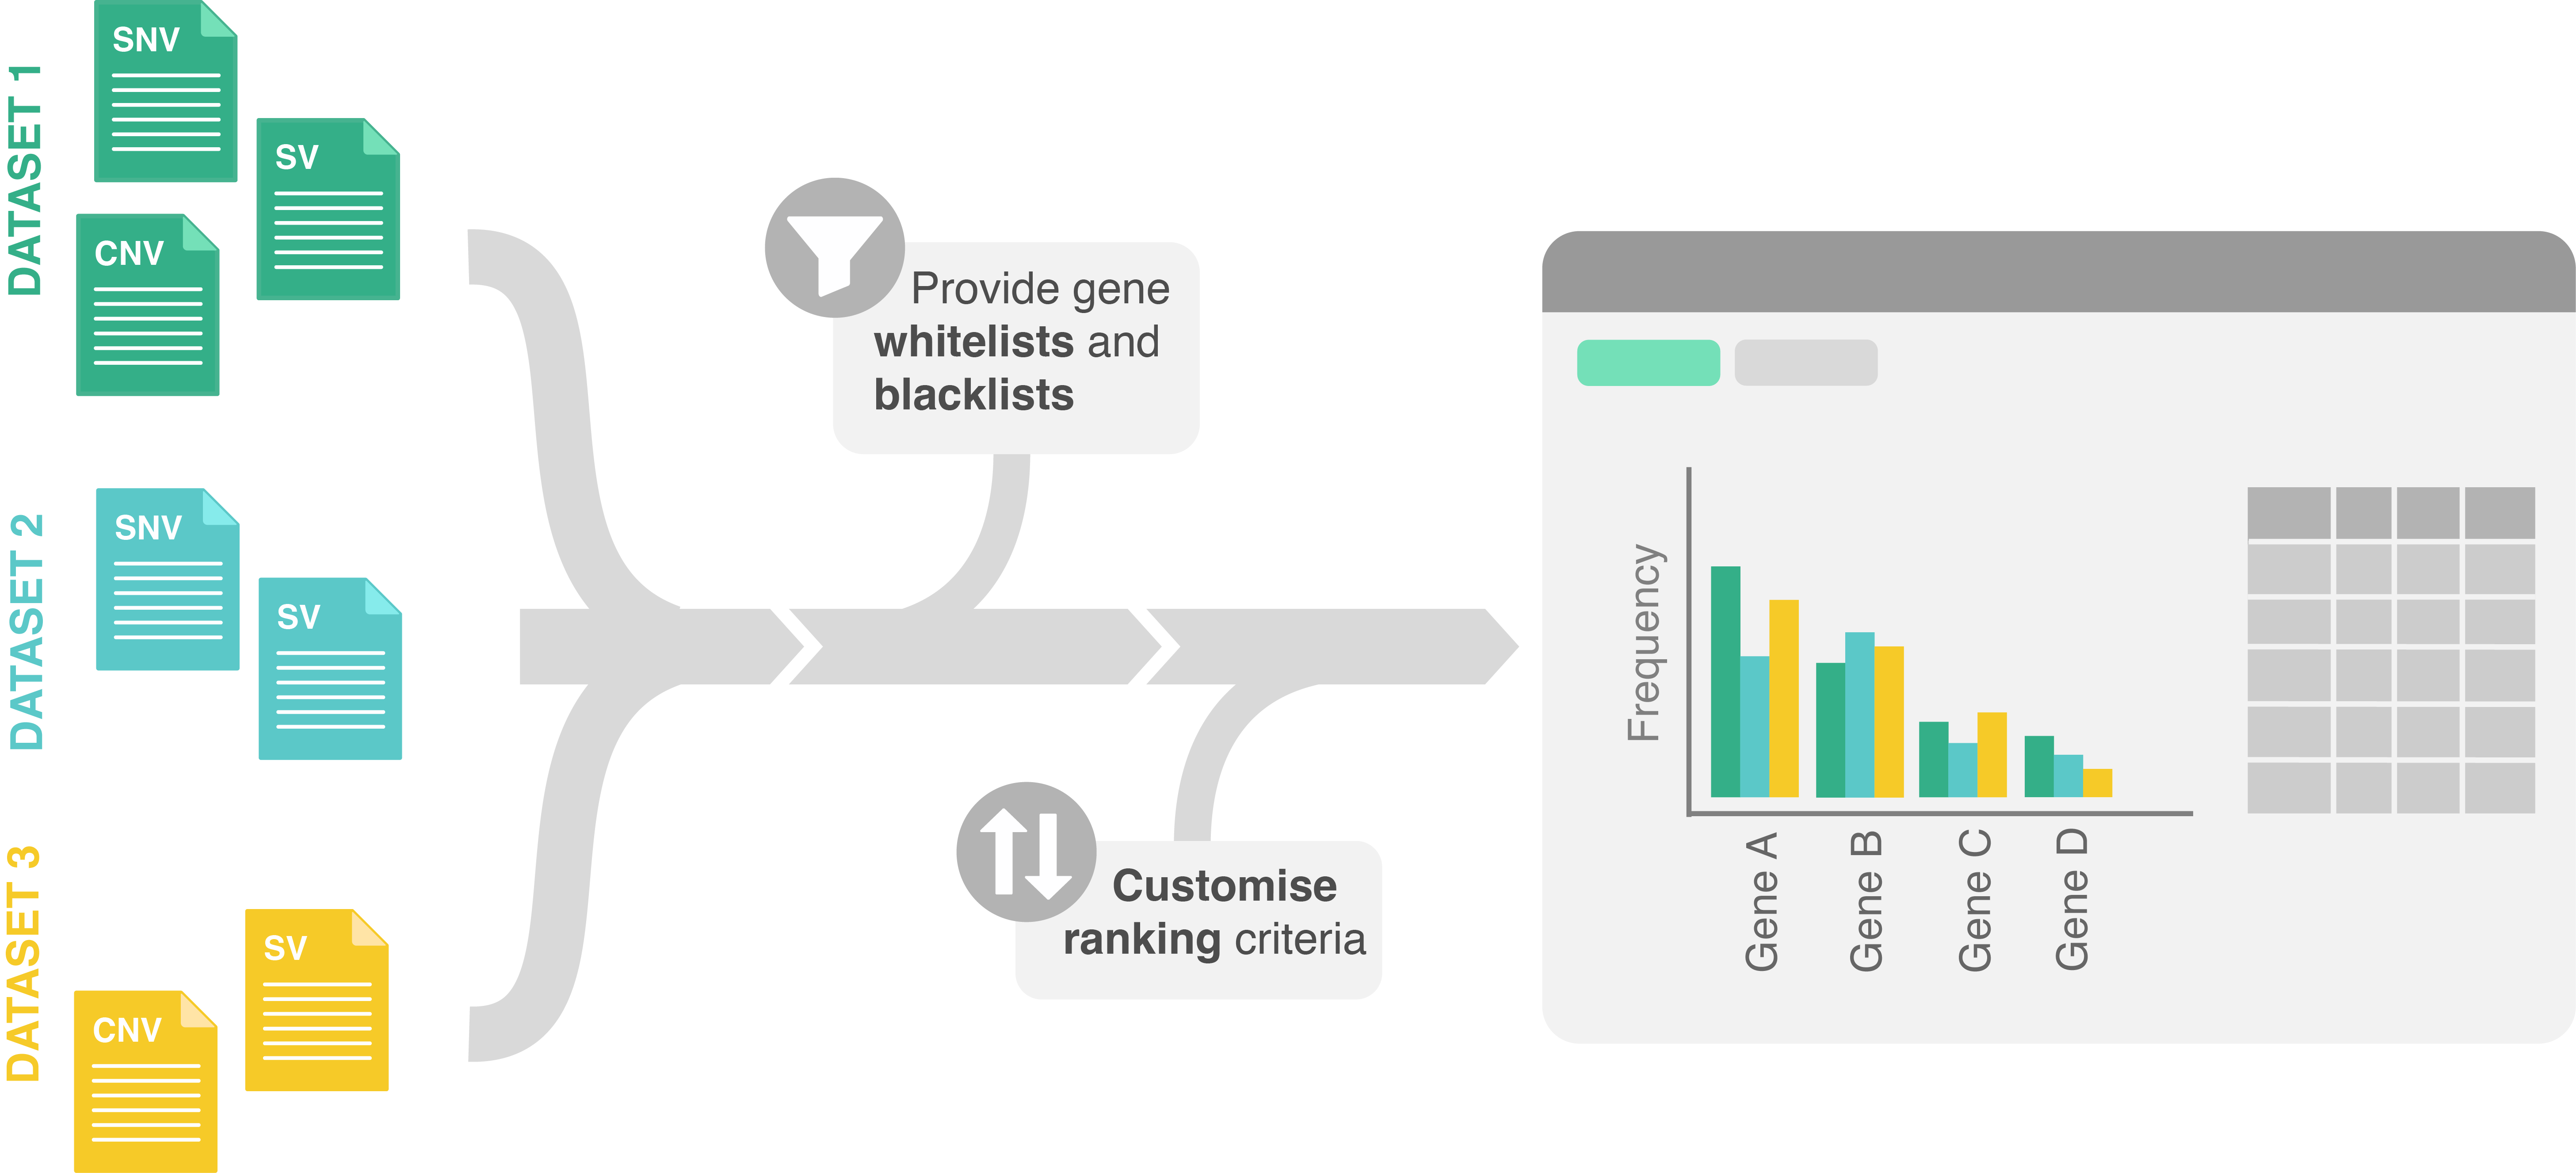 DATASET 1
SNV
SV
CNV
DATASET 2
SNV
SV
DATASET 3
SV
CNV
Provide gene
whitelists and
blacklists
Customise
ranking criteria
Frequency
Gene A
Gene B
Gene C
Gene D